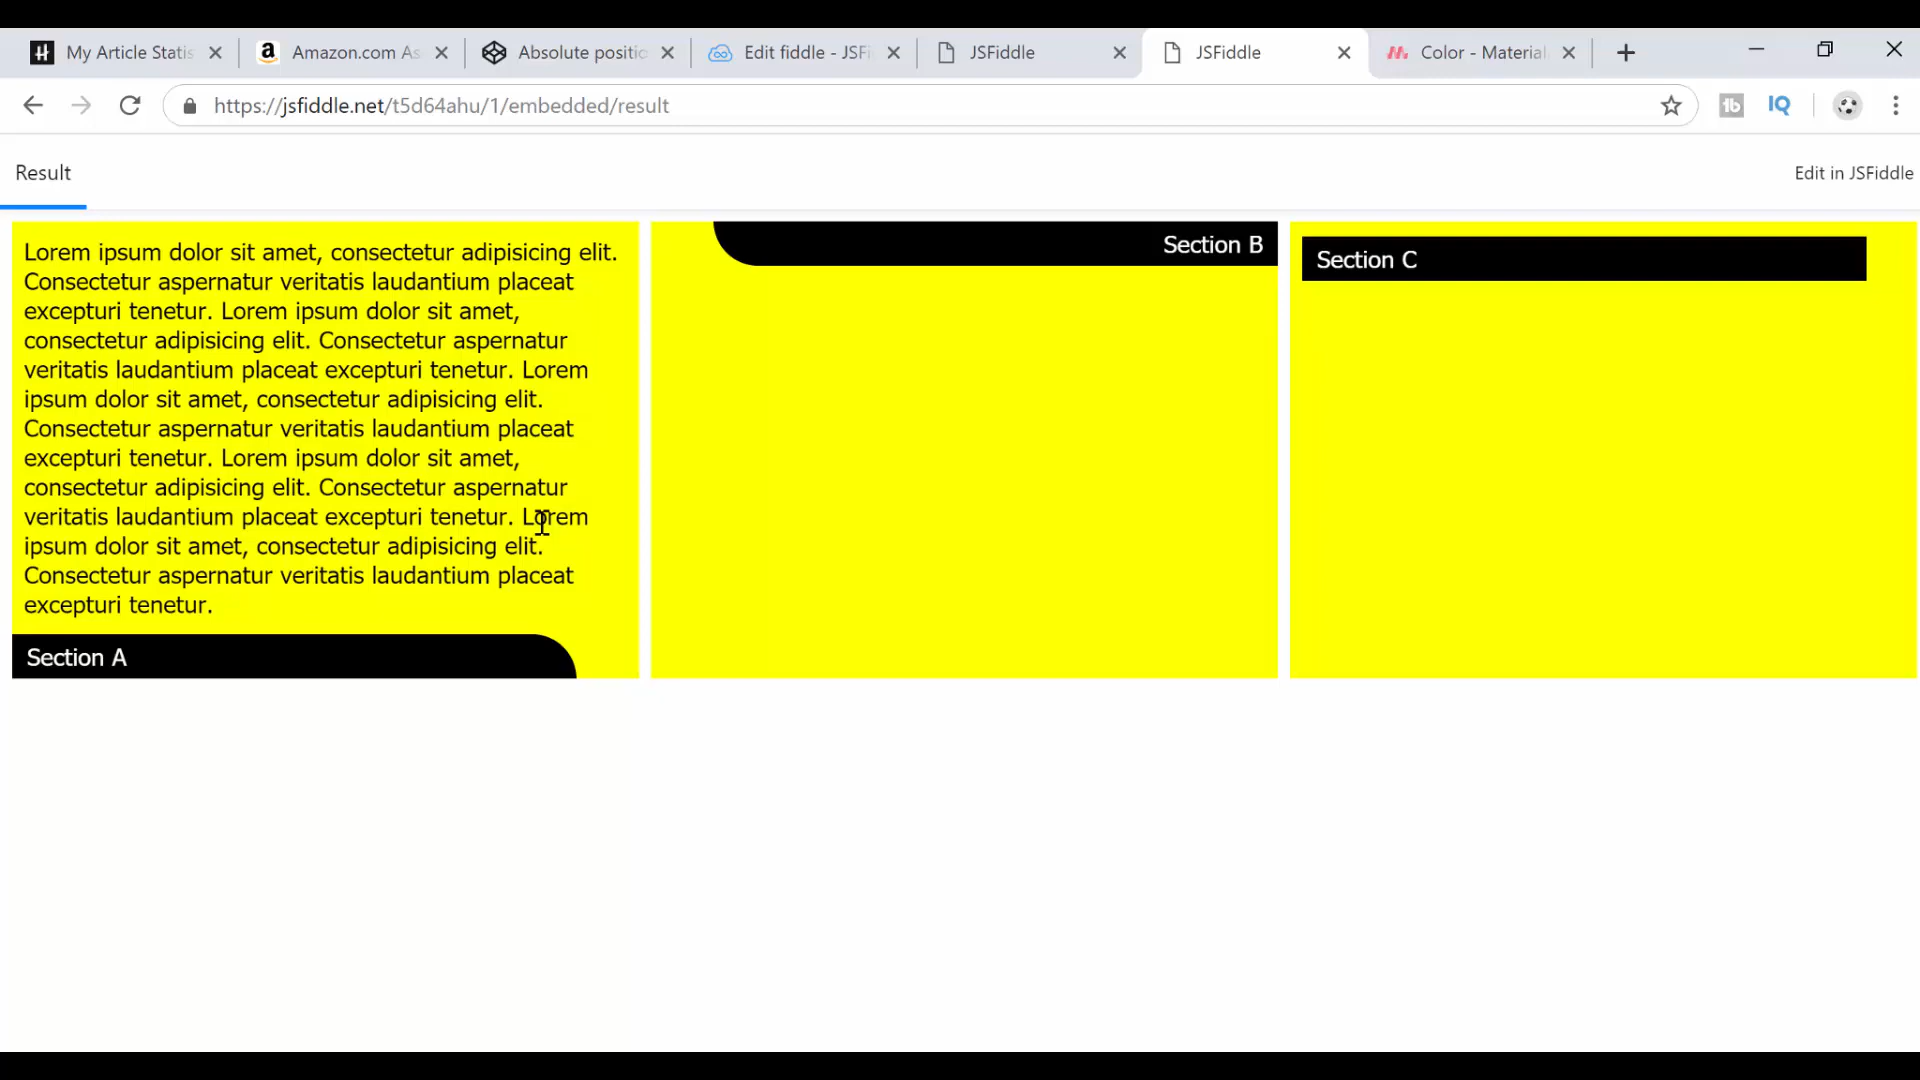 My Article Statis
Amazon.com As
Absolute positio
Edit fiddle - JSFi
JSFiddle
JSFiddle
Color - Material
https://jsfiddle.net/t5d64ahu/1/embedded/result
IQ
Result
Edit in JSFiddle
Lorem ipsum dolor sit amet, consectetur adipisicing elit.
Consectetur aspernatur veritatis laudantium placeat
excepturi tenetur. Lorem ipsum dolor sit amet,
consectetur adipisicing elit. Consectetur aspernatur
veritatis laudantium placeat excepturi tenetur. Lorem
ipsum dolor sit amet, consectetur adipisicing elit.
Consectetur aspernatur veritatis laudantium placeat
excepturi tenetur. Lorem ipsum dolor sit amet,
consectetur adipisicing elit. Consectetur aspernatur
veritatis laudantium placeat excepturi tenetur. Lorem
ipsum dolor sit amet, consectetur adipisicing elit.
Consectetur aspernatur veritatis laudantium placeat
excepturi tenetur.
Section A
Section B
Section C